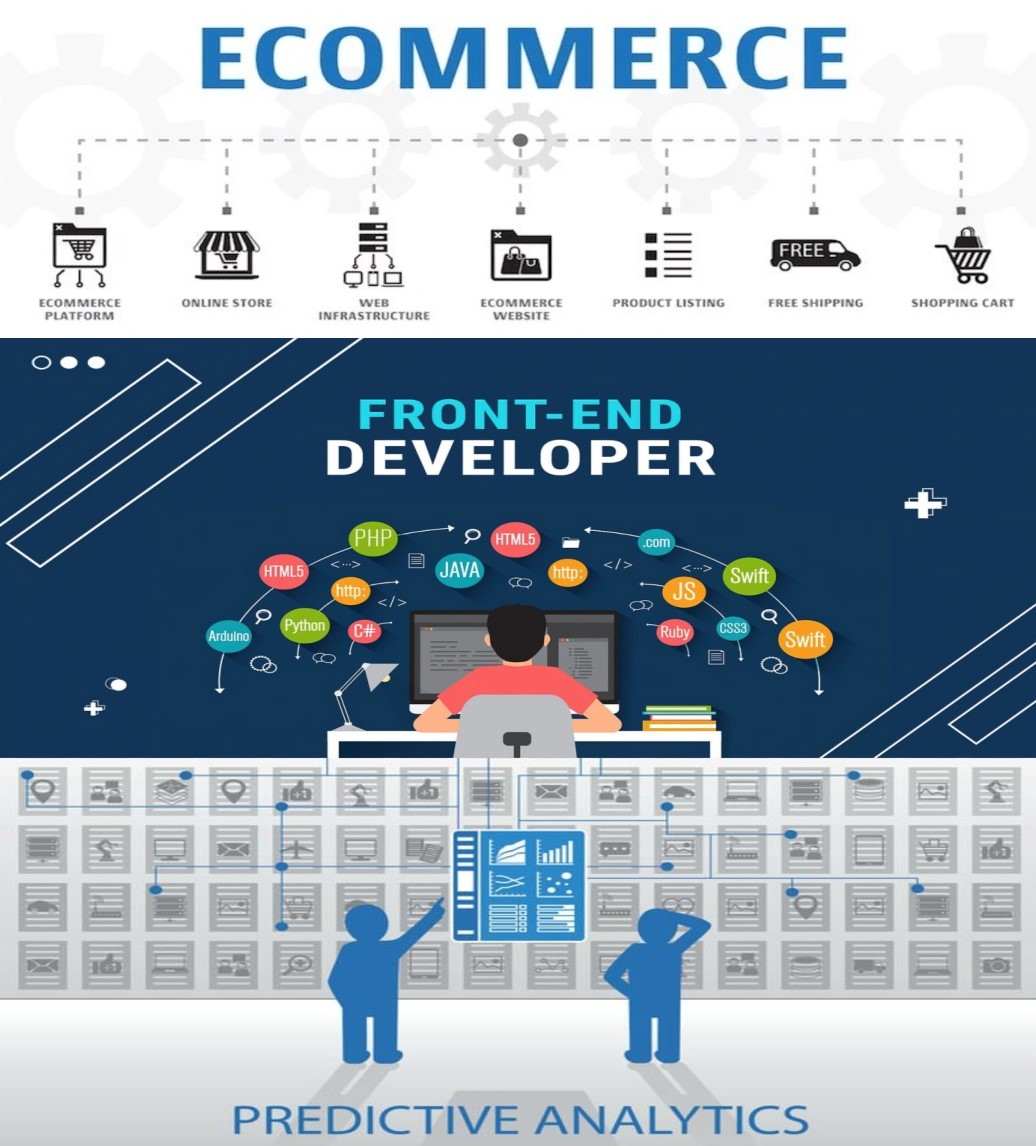 ECOMMERCE
ECOMMERCE
PLATFORM
ONLINE STORE
WEB
INFRASTRUCTURE
ECOMMERCE
WEBSITE
PRODUCT LISTING
FREE
FREE SHIPPING
SHOPPING CART
FRONT-END
DEVELOPER
PHP
HTML5
.com
HTML5
JAVA
http:
Swift
http:
JS
Arduino
Python
C#
Ruby
CSS3
Swift
PREDICTIVE ANALYTICS